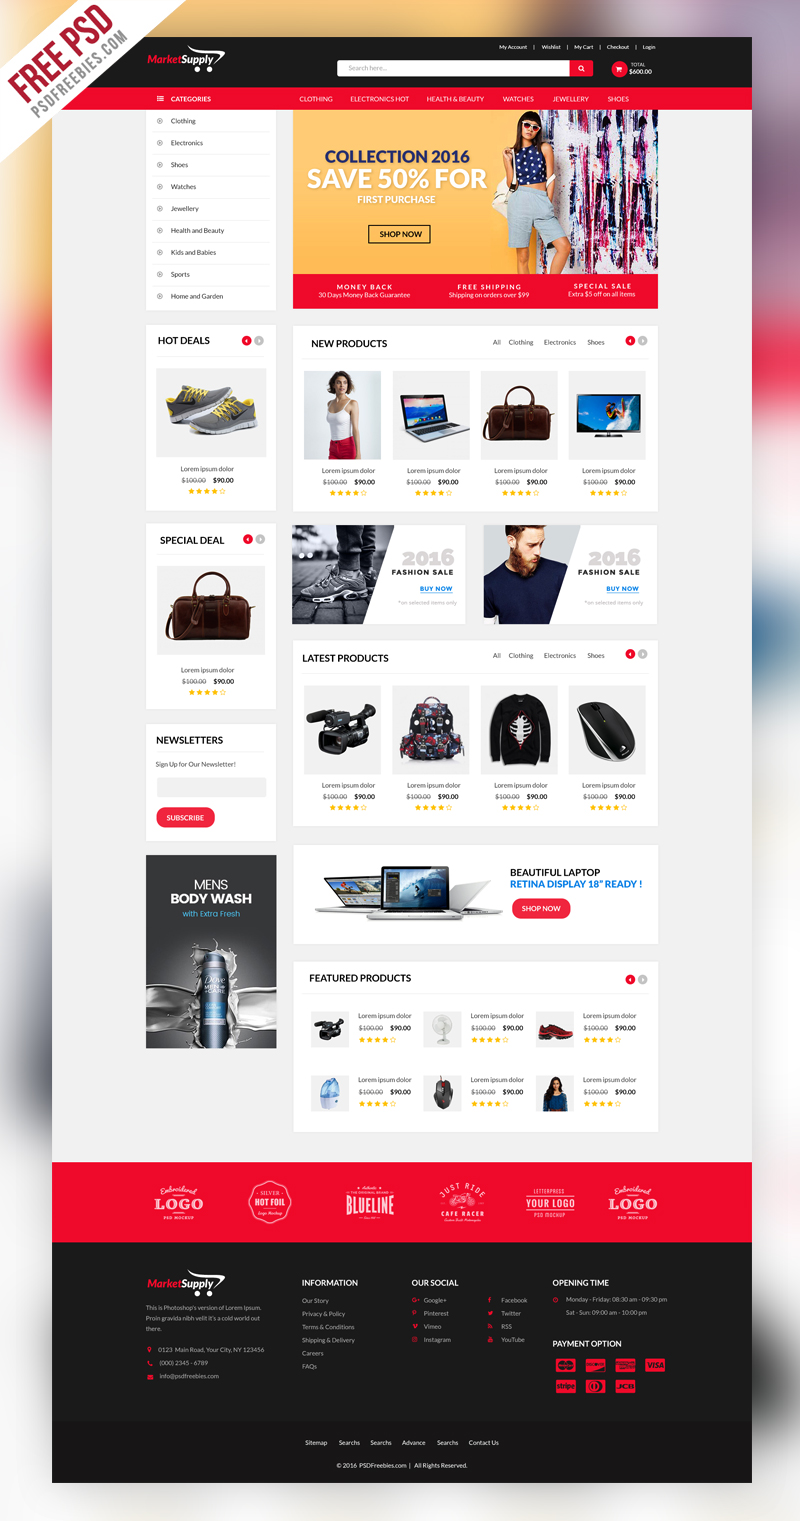 FREE PSD
PSDFREEBIES.COM
My Account | Wishlist | My Cart | Checkout | Login
MarketSupply
Search here...
TOTAL
$600.00
CATEGORIES
CLOTHING ELECTRONICS HOT HEALTH & BEAUTY WATCHES JEWELLERY SHOES
Clothing
Electronics
Shoes
Watches
Jewellery
Health and Beauty
Kids and Babies
Sports
Home and Garden
COLLECTION 2016
SAVE 50% FOR
FIRST PURCHASE
SHOP NOW
MONEY BACK
30 Days Money Back Guarantee
FREE SHIPPING
Shipping on orders over $99
SPECIAL SALE
Extra $5 off on all items
HOT DEALS
Lorem ipsum dolor
$100.00 $90.00
NEW PRODUCTS
All Clothing Electronics Shoes
Lorem ipsum dolor Lorem ipsum dolor Lorem ipsum dolor Lorem ipsum dolor
$100.00 $90.00 $100.00 $90.00 $100.00 $90.00 $100.00 $90.00
SPECIAL DEAL
Lorem ipsum dolor
$100.00 $90.00
2016
FASHION SALE
BUY NOW
*on selected items only
2016
FASHION SALE
BUY NOW
*on selected items only
LATEST PRODUCTS
All Clothing Electronics Shoes
Lorem ipsum dolor Lorem ipsum dolor Lorem ipsum dolor Lorem ipsum dolor
$100.00 $90.00 $100.00 $90.00 $100.00 $90.00 $100.00 $90.00
NEWSLETTERS
Sign Up for Our Newsletter!
SUBSCRIBE
MENS
BODY WASH
with Extra Fresh
Dove
MEN
+CARE
BEAUTIFUL LAPTOP
RETINA DISPLAY 18" READY !
SHOP NOW
FEATURED PRODUCTS
Lorem ipsum dolor Lorem ipsum dolor Lorem ipsum dolor
$100.00 $90.00 $100.00 $90.00 $100.00 $90.00
Lorem ipsum dolor Lorem ipsum dolor Lorem ipsum dolor
$100.00 $90.00 $100.00 $90.00 $100.00 $90.00
Embroidered
LOGO
PSD MOCKUP
SILVER
HOT FOIL
Logo Mockup
Authentic
THE ORIGINAL BRAND
BLUELINE
JUST RIDE
CAFE RACER
Custom Built Motorcycles
LETTERPRESS
YOUR LOGO
PSD MOCKUP
Embroidered
LOGO
PSD MOCKUP
MarketSupply
This is Photoshop's version of Lorem Ipsum.
Proin gravida nibh velit it's a cold world out
there.
0123 Main Road, Your City, NY 123456
(000) 2345 - 6789
info@psdfreebies.com
INFORMATION
Our Story
Privacy & Policy
Terms & Conditions
Shipping & Delivery
Careers
FAQs
OUR SOCIAL
Google+ Facebook
Pinterest Twitter
Vimeo RSS
Instagram YouTube
OPENING TIME
Monday - Friday: 08:30 am - 09:30 pm
Sat - Sun: 09:00 am - 10:00 pm
PAYMENT OPTION
VISA
stripe
JCB
Sitemap Searchs Searchs Advance Searchs Contact Us
© 2016 PSDFreebies.com | All Rights Reserved.